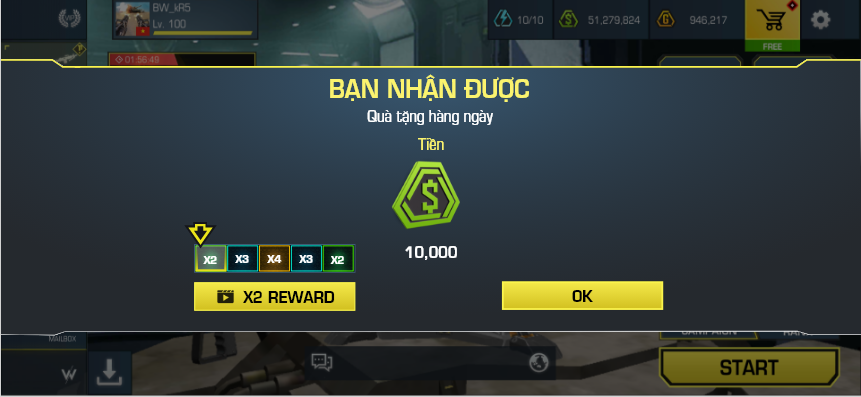 VIP
BW_kR5
Lv. 100
10/10
51,279,824
946,217
FREE
01:56:49
BẠN NHẬN ĐƯỢC
Quà tặng hàng ngày
Tiền
10,000
X2 X3 X4 X3 X2
X2 REWARD
OK
MAILBOX
CAMPAIGN
START